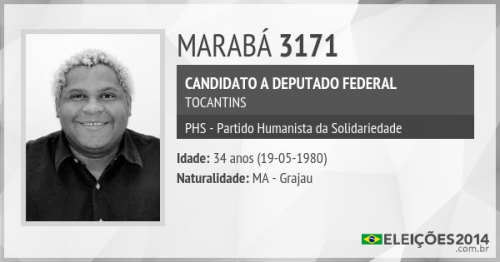 MARABÁ 3171
CANDIDATO A DEPUTADO FEDERAL
TOCANTINS
PHS - Partido Humanista da Solidariedade
Idade: 34 anos (19-05-1980)
Naturalidade: MA - Grajau
ELEIÇÕES2014
.com.br